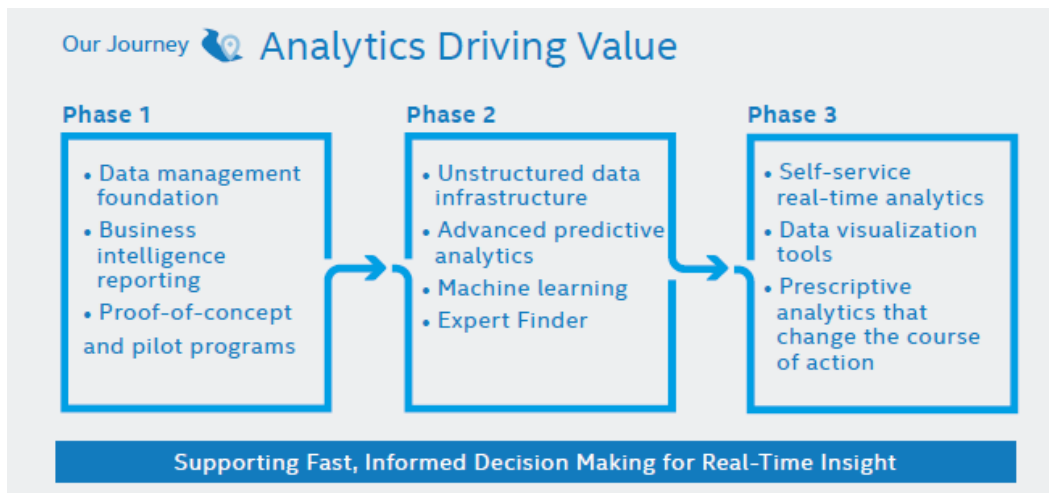 Our Journey Analytics Driving Value
Phase 1
• Data management
foundation
• Business
intelligence
reporting
• Proof-of-concept
and pilot programs
Phase 2
• Unstructured data
infrastructure
• Advanced predictive
analytics
• Machine learning
• Expert Finder
Phase 3
• Self-service
real-time analytics
• Data visualization
tools
• Prescriptive
analytics that
change the course
of action
Supporting Fast, Informed Decision Making for Real-Time Insight